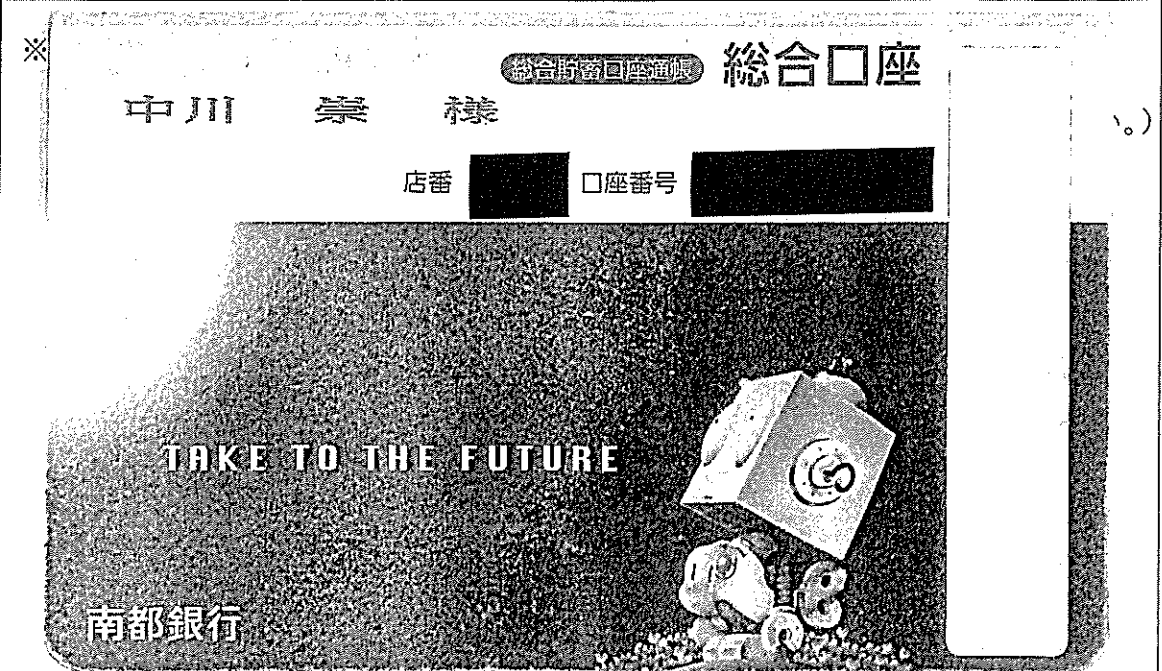 ※
総合貯蓄口座通帳 総合口座
中川 崇 様
い。)
店番 口座番号
TAKE TO THE FUTURE
南都銀行